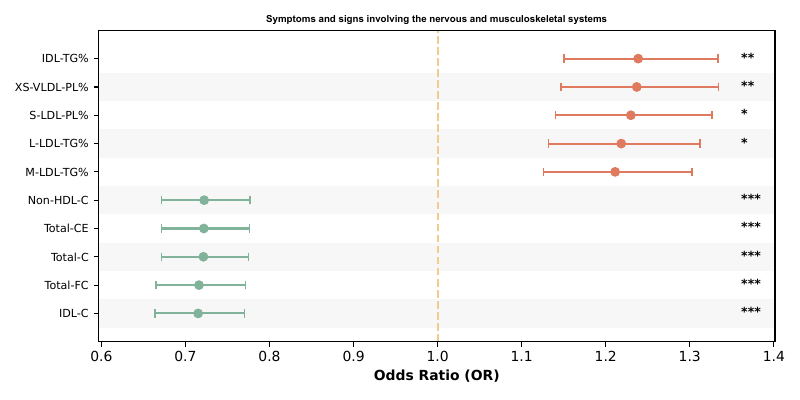 Symptoms and signs involving the nervous and musculoskeletal systems
IDL-TG% **
XS-VLDL-PL% **
S-LDL-PL% *
L-LDL-TG% *
M-LDL-TG%
Non-HDL-C ***
Total-CE ***
Total-C ***
Total-FC ***
IDL-C ***
0.6 0.7 0.8 0.9 1.0 1.1 1.2 1.3 1.4
Odds Ratio (OR)